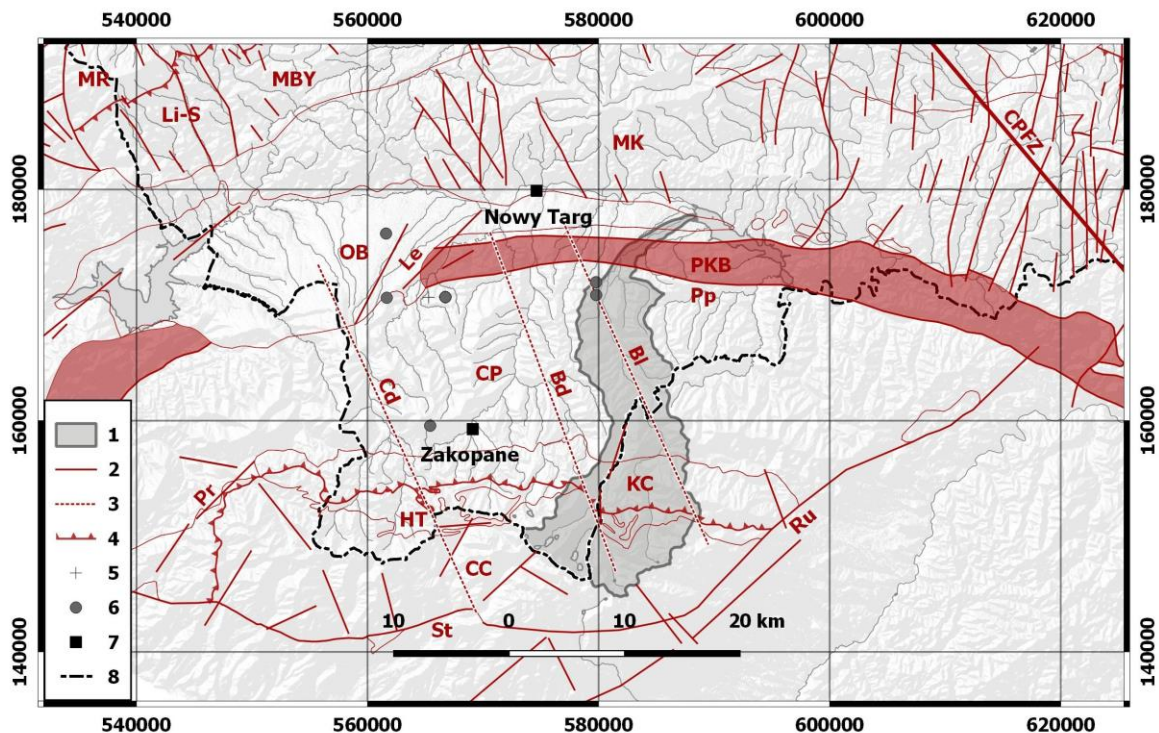 540000 560000 580000 600000 620000
MR MBY
Li-S
CPFZ
MK
180000 180000
Nowy Targ
OB Le
PKB
Pp
Bl
CP
Cd Bd
160000 160000
Zakopane
1
2 KC
Pr
3
HT Ru
4
CC
5
6 10 0 10 20 km
St
7
140000 140000
8
540000 560000 580000 600000 620000